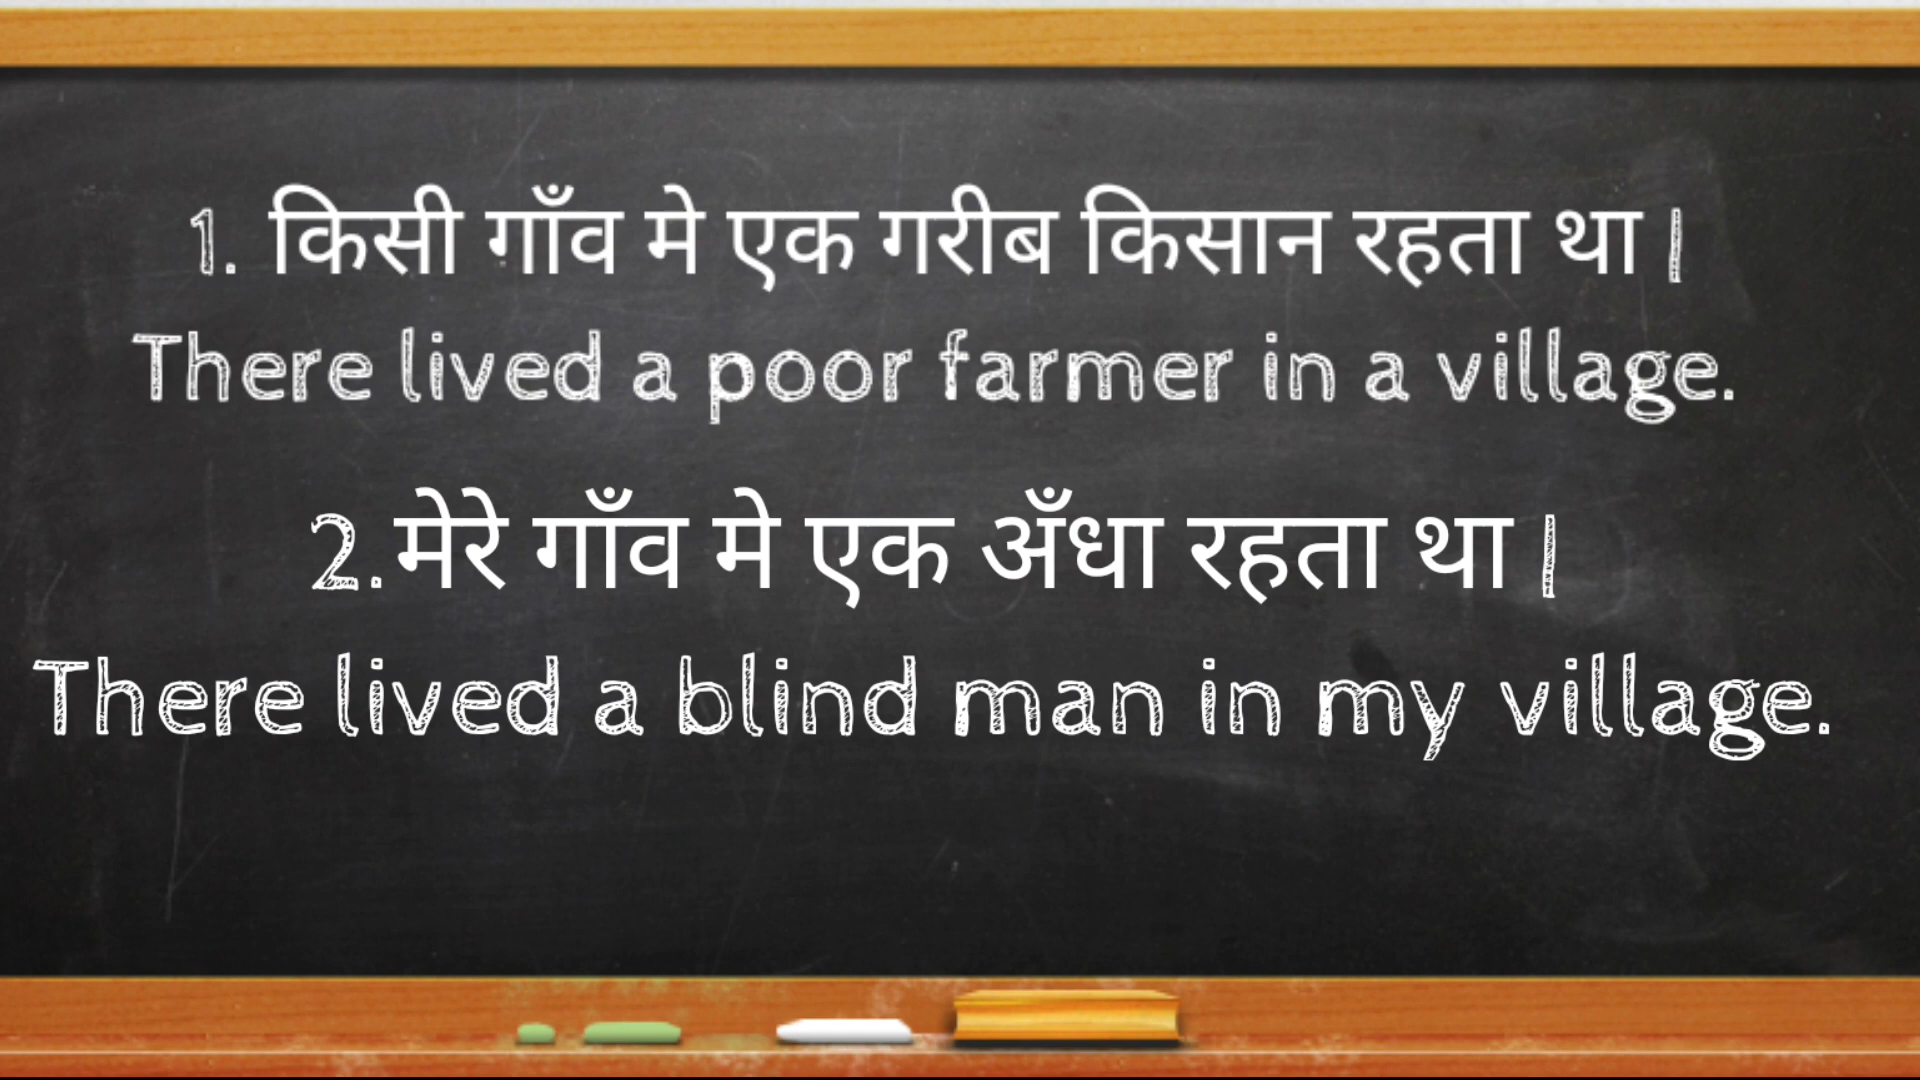 1. किसी गाँव मे एक गरीब किसान रहता था |
There lived a poor farmer in a village.
2. मेरे गाँव मे एक अँधा रहता था |
There lived a blind man in my village.